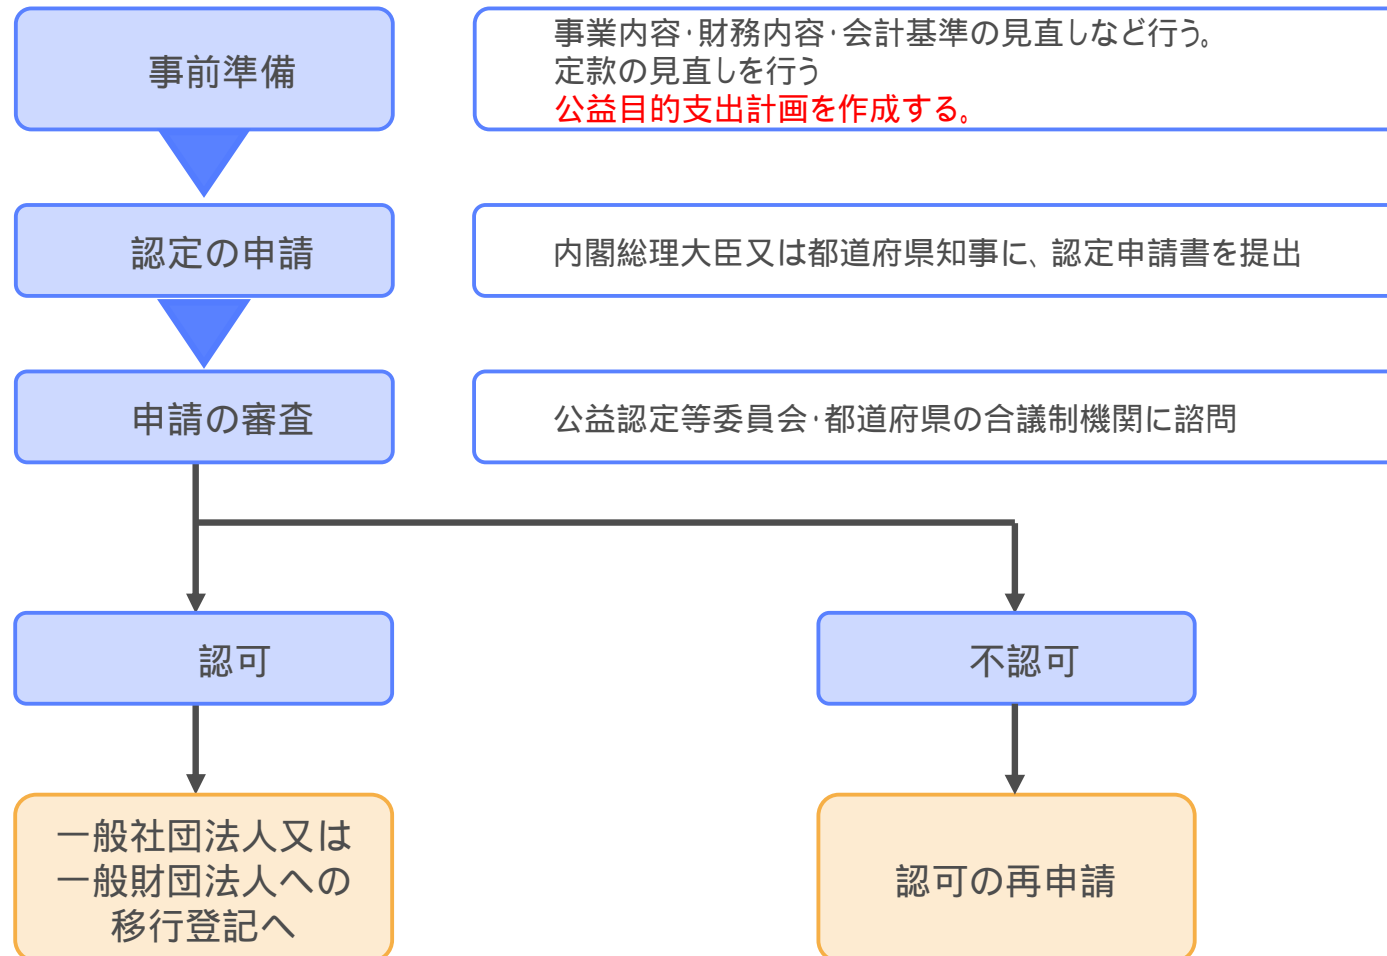 事前準備
事業内容・財務内容・会計基準の見直しなど行う。
定款の見直しを行う
公益目的支出計画を作成する。
認定の申請
内閣総理大臣又は都道府県知事に、認定申請書を提出
申請の審査
公益認定等委員会・都道府県の合議制機関に諮問
認可
不認可
一般社団法人又は
一般財団法人への
移行登記へ
認可の再申請